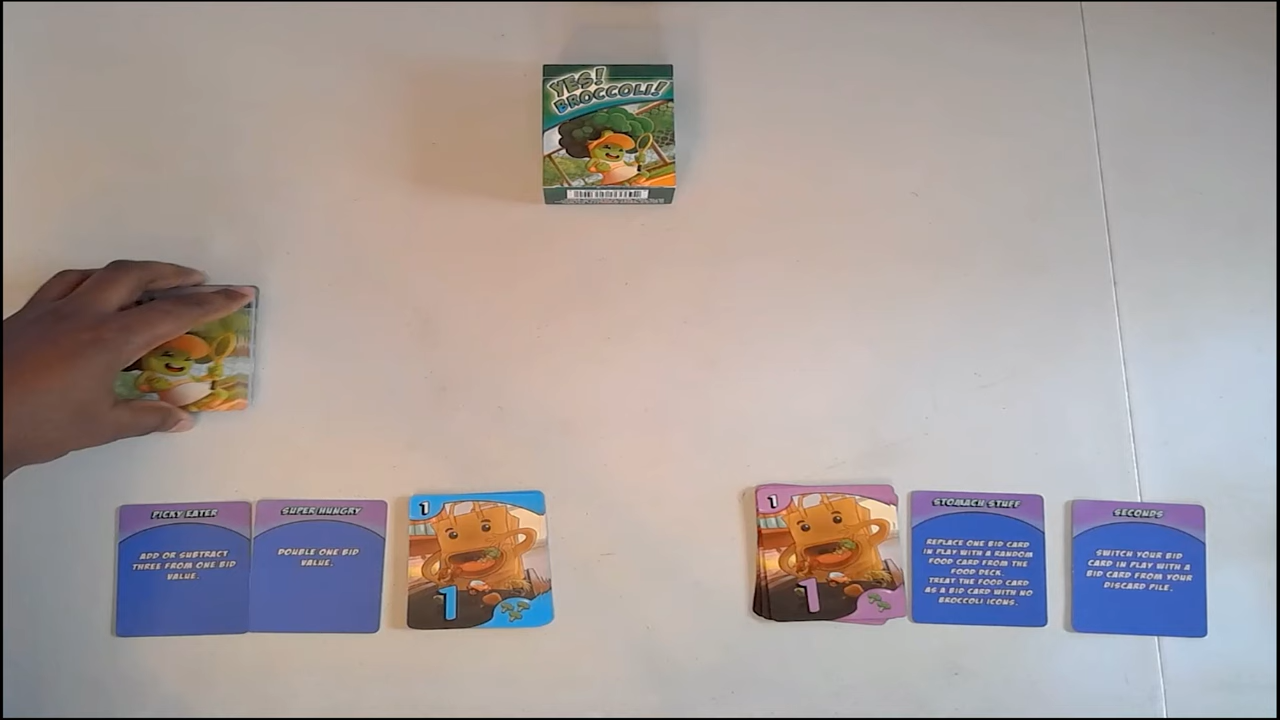 YES!
BROCCOLI!
PICKY EATER
ADD OR SUBTRACT
THREE FROM ONE BID
VALUE.
SUPER HUNGRY
DOUBLE ONE BID
VALUE.
1
1
1
1
STOMACH STUFF
REPLACE ONE BID CARD
IN PLAY WITH A RANDOM
FOOD CARD FROM THE
FOOD DECK.
TREAT THE FOOD CARD
AS A BID CARD WITH NO
BROCCOLI ICONS.
SECONDS
SWITCH YOUR BID
CARD IN PLAY WITH A
BID CARD FROM YOUR
DISCARD PILE.